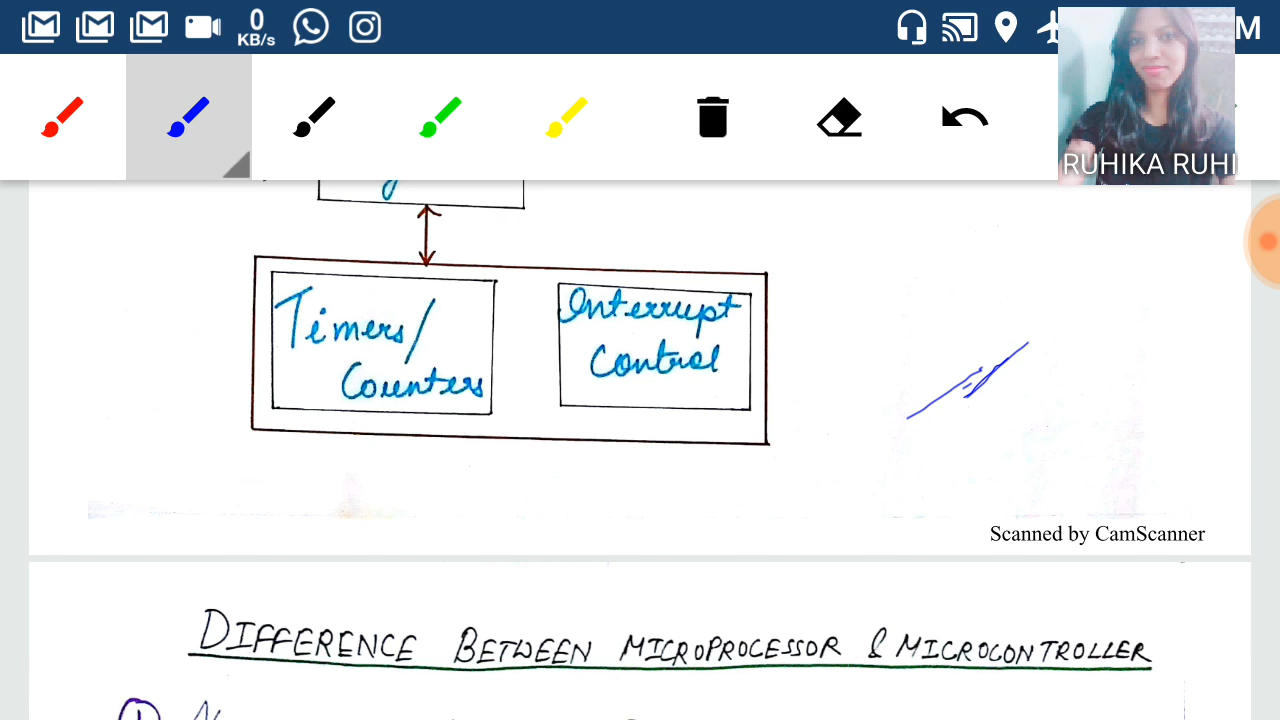 0
KB/s
M
RUHIKA RUHI
Timers/
Counters
Interrupt
Control
Scanned by CamScanner
DIFFERENCE BETWEEN MICROPROCESSOR & MICROCONTROLLER